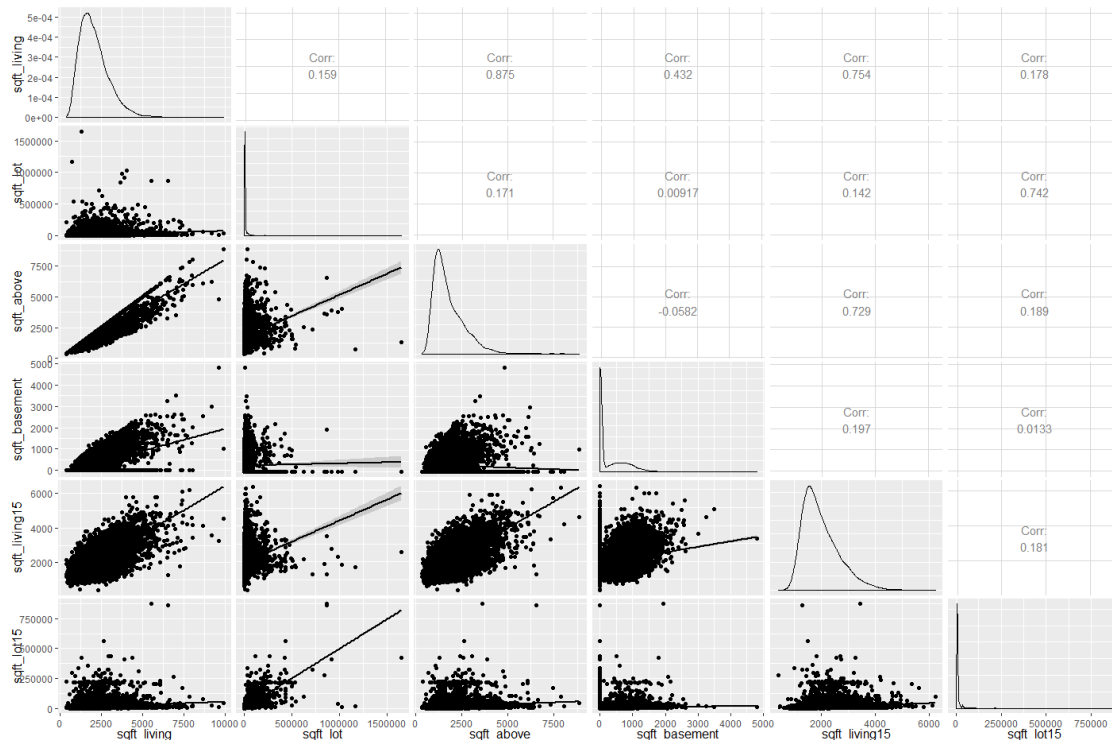 sqft_living
5e-04
4e-04
3e-04
2e-04
1e-04
0e+00
Corr:
0.159
Corr:
0.875
Corr:
0.432
Corr:
0.754
Corr:
0.178
sqft_lot
1500000
1000000
500000
0
Corr:
0.171
Corr:
0.00917
Corr:
0.142
Corr:
0.742
sqft_above
7500
5000
2500
0
Corr:
-0.0582
Corr:
0.729
Corr:
0.189
sqft_basement
5000
4000
3000
2000
1000
0
Corr:
0.197
Corr:
0.0133
sqft_living15
6000
4000
2000
Corr:
0.181
sqft_lot15
750000
500000
250000
0
0 2500 5000 7500 10000
0 500000 1000000 1500000
0 2500 5000 7500
0 1000 2000 3000 4000 5000
2000 4000 6000
0 250000 500000 75000
sqft_living sqft_lot sqft_above sqft_basement sqft_living15 sqft_lot15